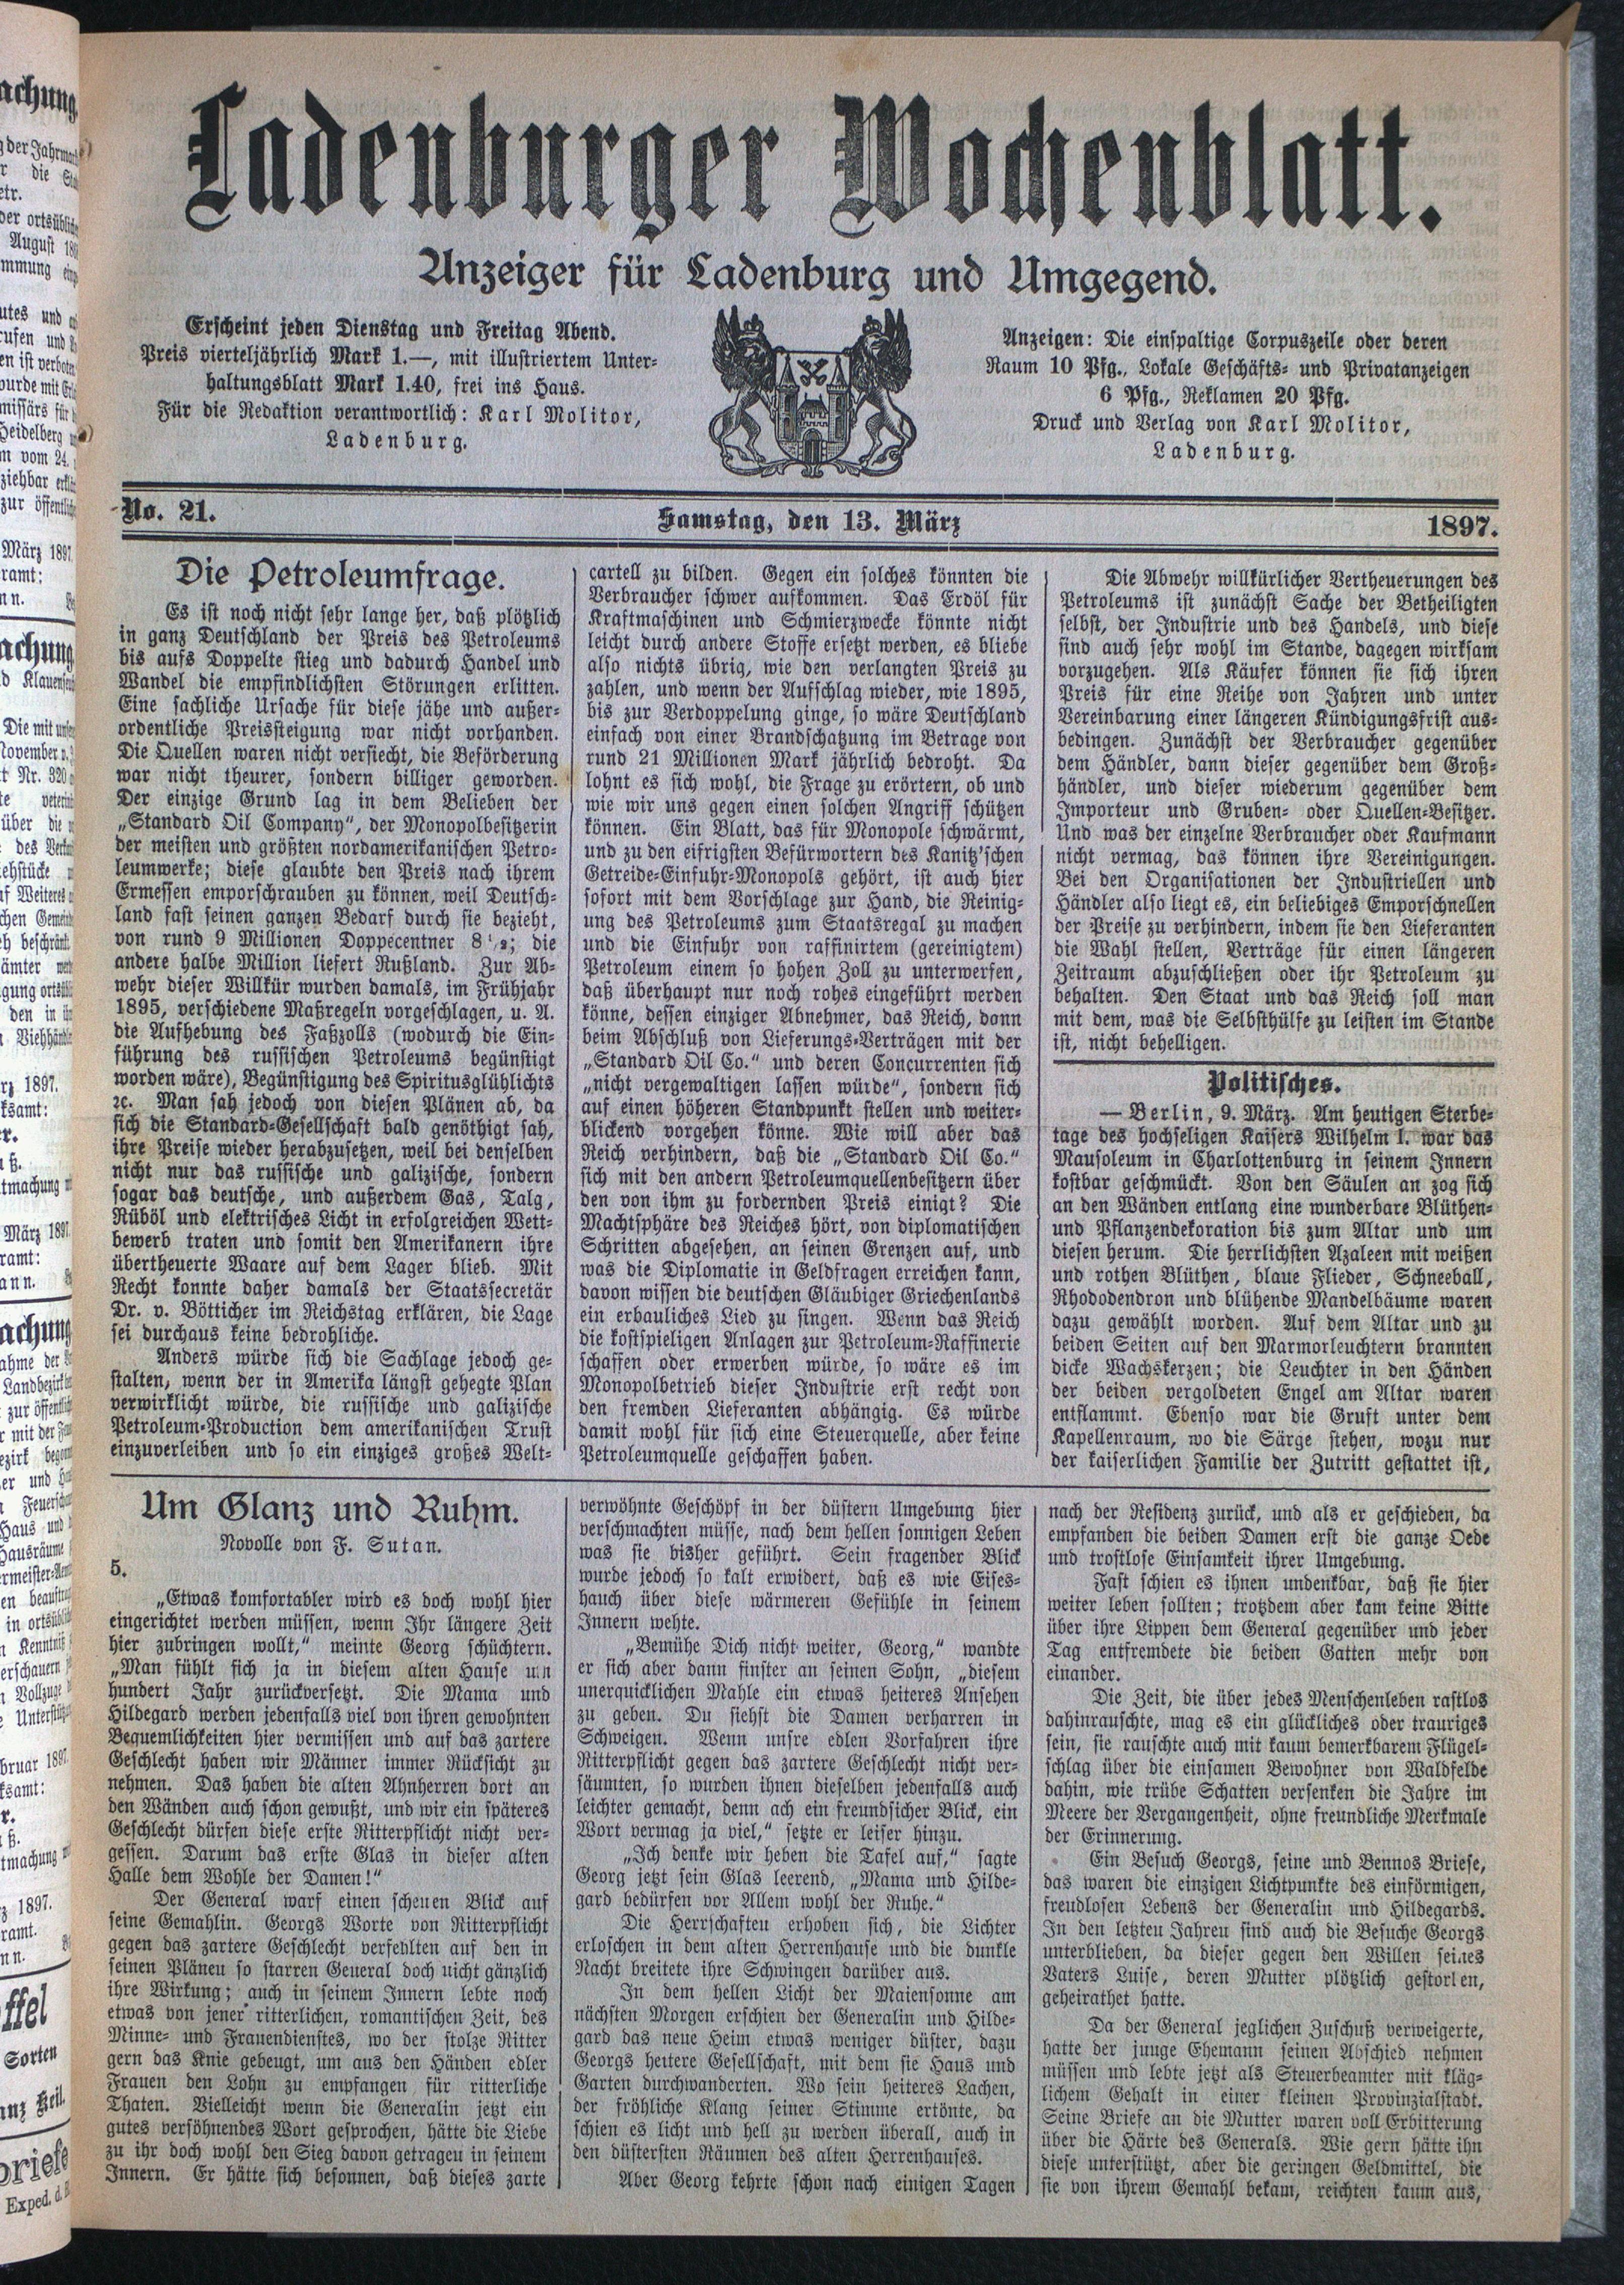 Ladenburger Wochenblatt.
Anzeiger für Ladenburg und Umgegend.
Erscheint jeden Dienstag und Freitag Abend.
Preis vierteljährlich Mark 1.—, mit illustriertem Unter-
haltungsblatt Mark 1.40, frei ins Haus.
Für die Redaktion verantwortlich: Karl Molitor,
Ladenburg.
Anzeigen: Die einspaltige Corpuszeile oder deren
Raum 10 Pfg., Lokale Geschäfts- und Privatanzeigen
6 Pfg., Reklamen 20 Pfg.
Druck und Verlag von Karl Molitor,
Ladenburg.
No. 21.
Samstag, den 13. März
1897.
Die Petroleumfrage.
Es ist noch nicht sehr lange her, daß plötzlich
in ganz Deutschland der Preis des Petroleums
bis aufs Doppelte stieg und dadurch Handel und
Wandel die empfindlichsten Störungen erlitten.
Eine sachliche Ursache für diese jähe und außer-
ordentliche Preissteigung war nicht vorhanden.
Die Quellen waren nicht versiecht, die Beförderung
war nicht theurer, sondern billiger geworden.
Der einzige Grund lag in dem Belieben der
„Standard Oil Company“, der Monopolbesitzerin
der meisten und größten nordamerikanischen Petro-
leumwerke; diese glaubte den Preis nach ihrem
Ermessen emporschrauben zu können, weil Deutsch-
land fast seinen ganzen Bedarf durch sie bezieht,
von rund 9 Millionen Doppecentner 8½; die
andere halbe Million liefert Rußland. Zur Ab-
wehr dieser Willkür wurden damals, im Frühjahr
1895, verschiedene Maßregeln vorgeschlagen, u. A.
die Aufhebung des Faßzolls (wodurch die Ein-
führung des russischen Petroleums begünstigt
worden wäre), Begünstigung des Spiritusglühlichts
ꝛc. Man sah jedoch von diesen Plänen ab, da
sich die Standard-Gesellschaft bald genöthigt sah,
ihre Preise wieder herabzusetzen, weil bei denselben
nicht nur das russische und galizische, sondern
sogar das deutsche, und außerdem Gas, Talg,
Rüböl und elektrisches Licht in erfolgreichen Wett-
bewerb traten und somit den Amerikanern ihre
übertheuerte Waare auf dem Lager blieb. Mit
Recht konnte daher damals der Staatssecretär
Dr. v. Bötticher im Reichstag erklären, die Lage
sei durchaus keine bedrohliche.
Anders würde sich die Sachlage jedoch ge-
stalten, wenn der in Amerika längst gehegte Plan
verwirklicht würde, die russische und galizische
Petroleum-Production dem amerikanischen Trust
einzuverleiben und so ein einziges großes Welt-
cartell zu bilden. Gegen ein solches könnten die
Verbraucher schwer aufkommen. Das Erdöl für
Kraftmaschinen und Schmierzwecke könnte nicht
leicht durch andere Stoffe ersetzt werden, es bliebe
also nichts übrig, wie den verlangten Preis zu
zahlen, und wenn der Aufschlag wieder, wie 1895,
bis zur Verdoppelung ginge, so wäre Deutschland
einfach von einer Brandschatzung im Betrage von
rund 21 Millionen Mark jährlich bedroht. Da
lohnt es sich wohl, die Frage zu erörtern, ob und
wie wir uns gegen einen solchen Angriff schützen
können. Ein Blatt, das für Monopole schwärmt,
und zu den eifrigsten Befürwortern des Kanitz'schen
Getreide-Einfuhr-Monopols gehört, ist auch hier
sofort mit dem Vorschlage zur Hand, die Reinig-
ung des Petroleums zum Staatsregal zu machen
und die Einfuhr von raffinirtem (gereinigtem)
Petroleum einem so hohen Zoll zu unterwerfen,
daß überhaupt nur noch rohes eingeführt werden
könne, dessen einziger Abnehmer, das Reich, dann
beim Abschluß von Lieferungs-Verträgen mit der
„Standard Oil Co.“ und deren Concurrenten sich
„nicht vergewaltigen lassen würde“, sondern sich
auf einen höheren Standpunkt stellen und weiter-
blickend vorgehen könne. Wie will aber das
Reich verhindern, daß die „Standard Oil Co.“
sich mit den andern Petroleumquellenbesitzern über
den von ihm zu fordernden Preis einigt? Die
Machtsphäre des Reiches hört, von diplomatischen
Schritten abgesehen, an seinen Grenzen auf, und
was die Diplomatie in Geldfragen erreichen kann,
davon wissen die deutschen Gläubiger Griechenlands
ein erbauliches Lied zu singen. Wenn das Reich
die kostspieligen Anlagen zur Petroleum-Raffinerie
schaffen oder erwerben würde, so wäre es im
Monopolbetrieb dieser Industrie erst recht von
den fremden Lieferanten abhängig. Es würde
damit wohl für sich eine Steuerquelle, aber keine
Petroleumquelle geschaffen haben.
Die Abwehr willkürlicher Vertheuerungen des
Petroleums ist zunächst Sache der Betheiligten
selbst, der Industrie und des Handels, und diese
sind auch sehr wohl im Stande, dagegen wirksam
vorzugehen. Als Käufer können sie sich ihren
Preis für eine Reihe von Jahren und unter
Vereinbarung einer längeren Kündigungsfrist aus-
bedingen. Zunächst der Verbraucher gegenüber
dem Händler, dann dieser gegenüber dem Groß-
händler, und dieser wiederum gegenüber dem
Importeur und Gruben- oder Quellen-Besitzer.
Und was der einzelne Verbraucher oder Kaufmann
nicht vermag, das können ihre Vereinigungen.
Bei den Organisationen der Industriellen und
Händler also liegt es, ein beliebiges Emporschnellen
der Preise zu verhindern, indem sie den Lieferanten
die Wahl stellen, Verträge für einen längeren
Zeitraum abzuschließen oder ihr Petroleum zu
behalten. Den Staat und das Reich soll man
mit dem, was die Selbsthülfe zu leisten im Stande
ist, nicht behelligen.
Politisches.
— Berlin, 9. März. Am heutigen Sterbe-
tage des hochseligen Kaisers Wilhelm I. war das
Mausoleum in Charlottenburg in seinem Innern
kostbar geschmückt. Von den Säulen an zog sich
an den Wänden entlang eine wunderbare Blüthen-
und Pflanzendekoration bis zum Altar und um
diesen herum. Die herrlichsten Azaleen mit weißen
und rothen Blüthen, blaue Flieder, Schneeball,
Rhododendron und blühende Mandelbäume waren
dazu gewählt worden. Auf dem Altar und zu
beiden Seiten auf den Marmorleuchtern brannten
dicke Wachskerzen; die Leuchter in den Händen
der beiden vergoldeten Engel am Altar waren
entflammt. Ebenso war die Gruft unter dem
Kapellenraum, wo die Särge stehen, wozu nur
der kaiserlichen Familie der Zutritt gestattet ist,
Um Glanz und Ruhm.
Novolle von F. Sutan.
5.
„Etwas komfortabler wird es doch wohl hier
eingerichtet werden müssen, wenn Ihr längere Zeit
hier zubringen wollt,“ meinte Georg schüchtern.
„Man fühlt sich ja in diesem alten Hause um
hundert Jahr zurückversetzt. Die Mama und
Hildegard werden jedenfalls viel von ihren gewohnten
Bequemlichkeiten hier vermissen und auf das zartere
Geschlecht haben wir Männer immer Rücksicht zu
nehmen. Das haben die alten Ahnherren dort an
den Wänden auch schon gewußt, und wir ein späteres
Geschlecht dürfen diese erste Ritterpflicht nicht ver-
gessen. Darum das erste Glas in dieser alten
Halle dem Wohle der Damen!“
Der General warf einen scheuen Blick auf
seine Gemahlin. Georgs Worte von Ritterpflicht
gegen das zartere Geschlecht verfehlten auf den in
seinen Plänen so starren General doch nicht gänzlich
ihre Wirkung; auch in seinem Innern lebte noch
etwas von jener ritterlichen, romantischen Zeit, des
Minne- und Frauendienstes, wo der stolze Ritter
gern das Knie gebeugt, um aus den Händen edler
Frauen den Lohn zu empfangen für ritterliche
Thaten. Vielleicht wenn die Generalin jetzt ein
gutes versöhnendes Wort gesprochen, hätte die Liebe
zu ihr doch wohl den Sieg davon getragen in seinem
Innern. Er hätte sich besonnen, daß dieses zarte
verwöhnte Geschöpf in der düstern Umgebung hier
verschmachten müsse, nach dem hellen sonnigen Leben
was sie bisher geführt. Sein fragender Blick
wurde jedoch so kalt erwidert, daß es wie Eises-
hauch über diese wärmeren Gefühle in seinem
Innern wehte.
„Bemühe Dich nicht weiter, Georg,“ wandte
er sich aber dann finster an seinen Sohn, „diesem
unerquicklichen Mahle ein etwas heiteres Ansehen
zu geben. Du siehst die Damen verharren in
Schweigen. Wenn unsre edlen Vorfahren ihre
Ritterpflicht gegen das zartere Geschlecht nicht ver-
säumten, so wurden ihnen dieselben jedenfalls auch
leichter gemacht, denn ach ein freundsicher Blick, ein
Wort vermag ja viel,“ setzte er leiser hinzu.
„Ich denke wir heben die Tafel auf,“ sagte
Georg jetzt sein Glas leerend, „Mama und Hilde-
gard bedürfen vor Allem wohl der Ruhe.“
Die Herrschaften erhoben sich, die Lichter
erloschen in dem alten Herrenhause und die dunkle
Nacht breitete ihre Schwingen darüber aus.
In dem hellen Licht der Maiensonne am
nächsten Morgen erschien der Generalin und Hilde-
gard das neue Heim etwas weniger düster, dazu
Georgs heitere Gesellschaft, mit dem sie Haus und
Garten durchwanderten. Wo sein heiteres Lachen,
der fröhliche Klang seiner Stimme ertönte, da
schien es licht und hell zu werden überall, auch in
den düstersten Räumen des alten Herrenhauses.
Aber Georg kehrte schon nach einigen Tagen
nach der Residenz zurück, und als er geschieden, da
empfanden die beiden Damen erst die ganze Oede
und trostlose Einsamkeit ihrer Umgebung.
Fast schien es ihnen undenkbar, daß sie hier
weiter leben sollten; trotzdem aber kam keine Bitte
über ihre Lippen dem General gegenüber und jeder
Tag entfremdete die beiden Gatten mehr von
einander.
Die Zeit, die über jedes Menschenleben rastlos
dahinrauschte, mag es ein glückliches oder trauriges
sein, sie rauschte auch mit kaum bemerkbarem Flügel-
schlag über die einsamen Bewohner von Waldfelde
dahin, wie trübe Schatten versenken die Jahre im
Meere der Vergangenheit, ohne freundliche Merkmale
der Erinnerung.
Ein Besuch Georgs, seine und Bennos Briefe,
das waren die einzigen Lichtpunkte des einförmigen,
freudlosen Lebens der Generalin und Hildegards.
In den letzten Jahren sind auch die Besuche Georgs
unterblieben, da dieser gegen den Willen seines
Vaters Luise, deren Mutter plötzlich gestorben,
geheirathet hatte.
Da der General jeglichen Zuschuß verweigerte,
hatte der junge Ehemann seinen Abschied nehmen
müssen und lebte jetzt als Steuerbeamter mit kläg-
lichem Gehalt in einer kleinen Provinzialstadt.
Seine Briefe an die Mutter waren voll Erbitterung
über die Härte des Generals. Wie gern hätte ihn
diese unterstützt, aber die geringen Geldmittel, die
sie von ihrem Gemahl bekam, reichten kaum aus,